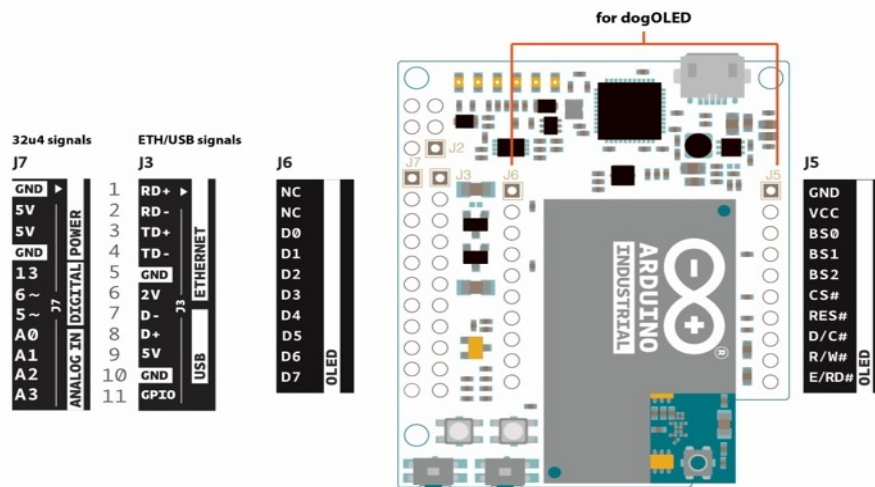 for dogOLED
32u4 signals
J7
GND
5V
5V
GND
13
6~
5~
A0
A1
A2
A3
POWER
DIGITAL
ANALOG IN
J7
1
2
3
4
5
6
7
8
9
10
11
ETH/USB signals
J3
RD+
RD-
TD+
TD-
GND
2V
D-
D+
5V
GND
GPIO
ETHERNET
USB
J3
J6
NC
NC
D0
D1
D2
D3
D4
D5
D6
D7
OLED
J2
J7
J3
J6
J5
ARDUINO
INDUSTRIAL
®
J5
GND
VCC
BS0
BS1
BS2
CS#
RES#
D/C#
R/W#
E/RD#
OLED